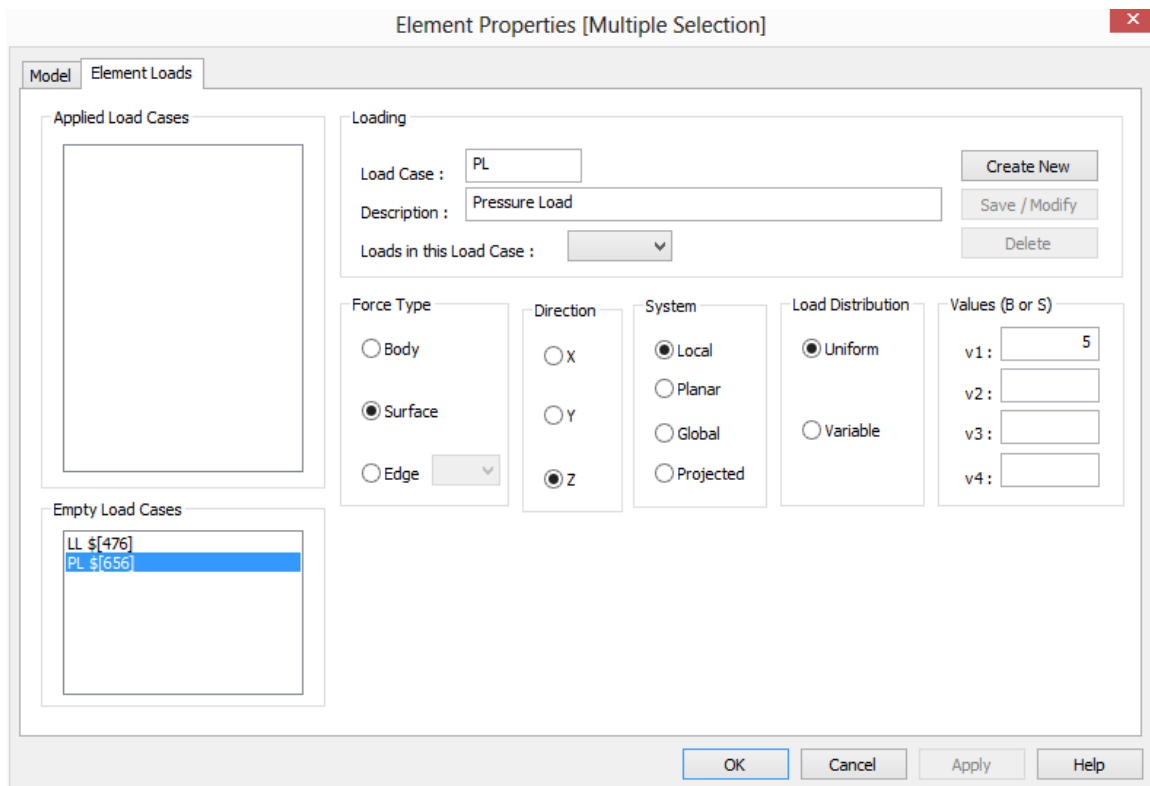 Element Properties [Multiple Selection]
Model
Element Loads
Applied Load Cases
Loading
Load Case :
PL
Create New
Description :
Pressure Load
Save / Modify
Loads in this Load Case :
Delete
Force Type
Direction
System
Load Distribution
Values (B or S)
Body
X
Local
Uniform
v1 :
5
Planar
v2 :
Surface
Y
Global
Variable
v3 :
Edge
Z
Projected
v4 :
Empty Load Cases
LL $[476]
PL $[656]
OK
Cancel
Apply
Help